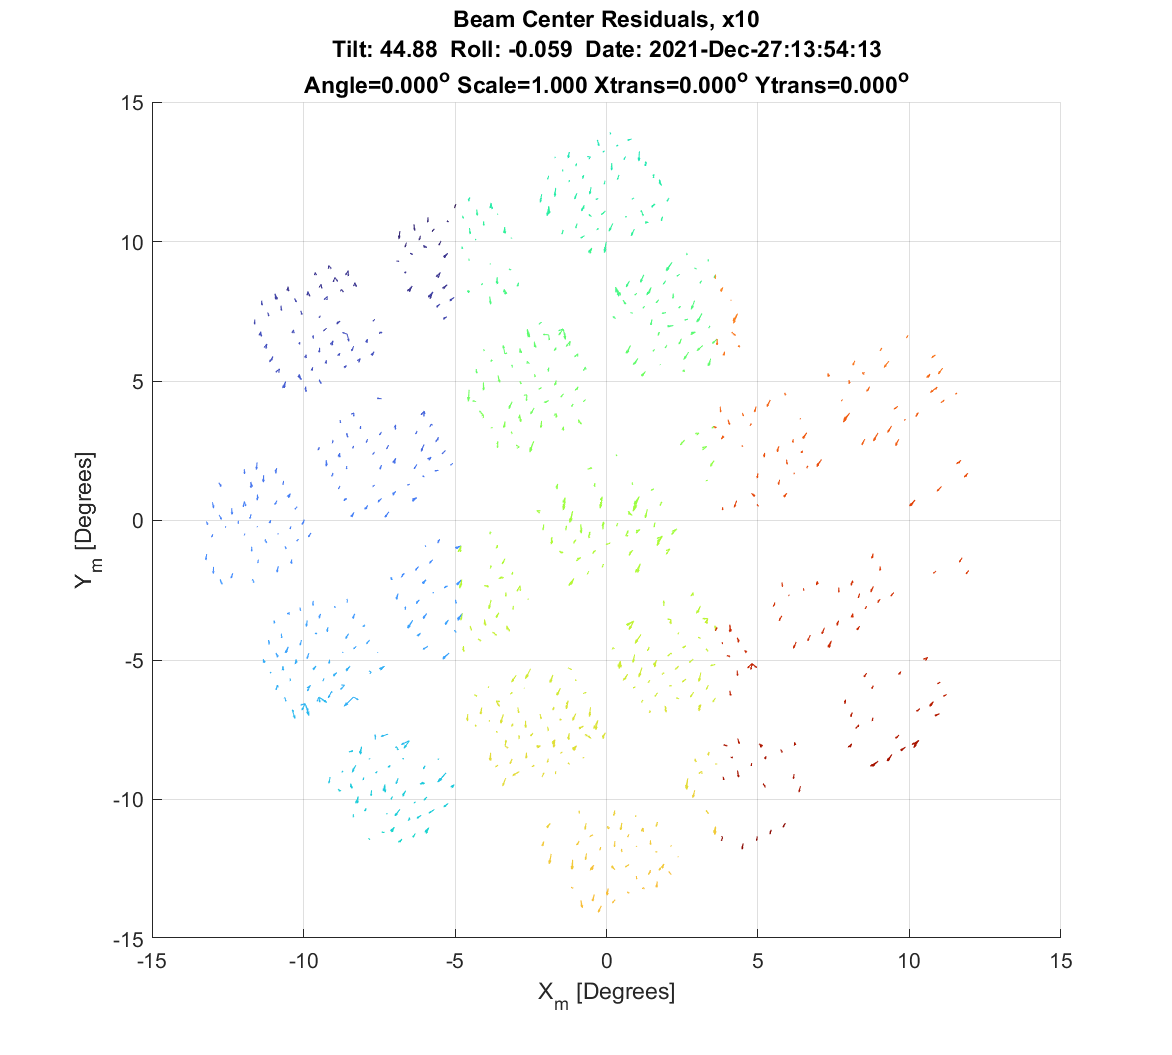 Beam Center Residuals, x10
Tilt: 44.88 Roll: -0.059 Date: 2021-Dec-27:13:54:13
Angle=0.000° Scale=1.000 Xtrans=0.000° Ytrans=0.000°
15
10
5
0
-5
-10
-15
Ym [Degrees]
-15 -10 -5 0 5 10 15
Xm [Degrees]